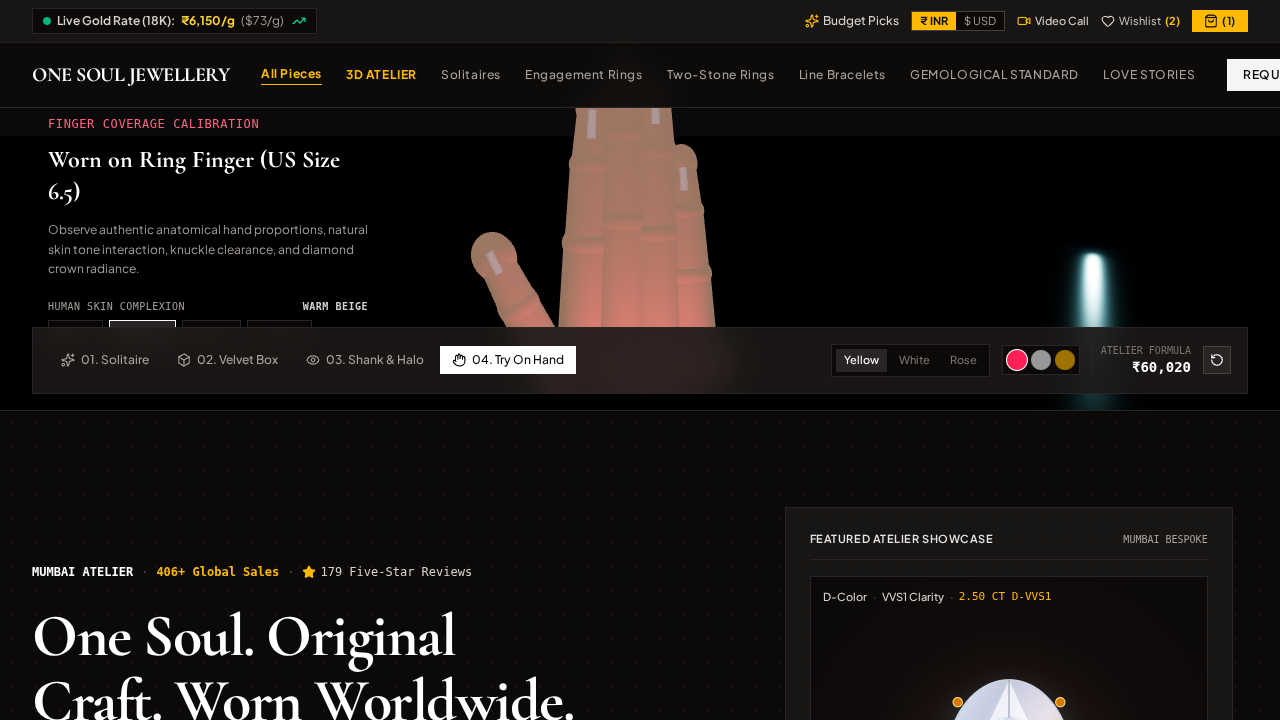 Live Gold Rate (18K): ₹6,150/g ($73/g)
Budget Picks
₹ INR $ USD
Video Call
Wishlist (2)
(1)
ONE SOUL JEWELLERY
All Pieces
3D ATELIER
Solitaires
Engagement Rings
Two-Stone Rings
Line Bracelets
GEMOLOGICAL STANDARD
LOVE STORIES
REQU
FINGER COVERAGE CALIBRATION
Worn on Ring Finger (US Size
6.5)
Observe authentic anatomical hand proportions, natural
skin tone interaction, knuckle clearance, and diamond
crown radiance.
HUMAN SKIN COMPLEXION WARM BEIGE
01. Solitaire
02. Velvet Box
03. Shank & Halo
04. Try On Hand
Yellow White Rose
ATELIER FORMULA
₹60,020
MUMBAI ATELIER · 406+ Global Sales · 179 Five-Star Reviews
One Soul. Original
Craft. Worn Worldwide.
FEATURED ATELIER SHOWCASE MUMBAI BESPOKE
D-Color · VVS1 Clarity · 2.50 CT D-VVS1